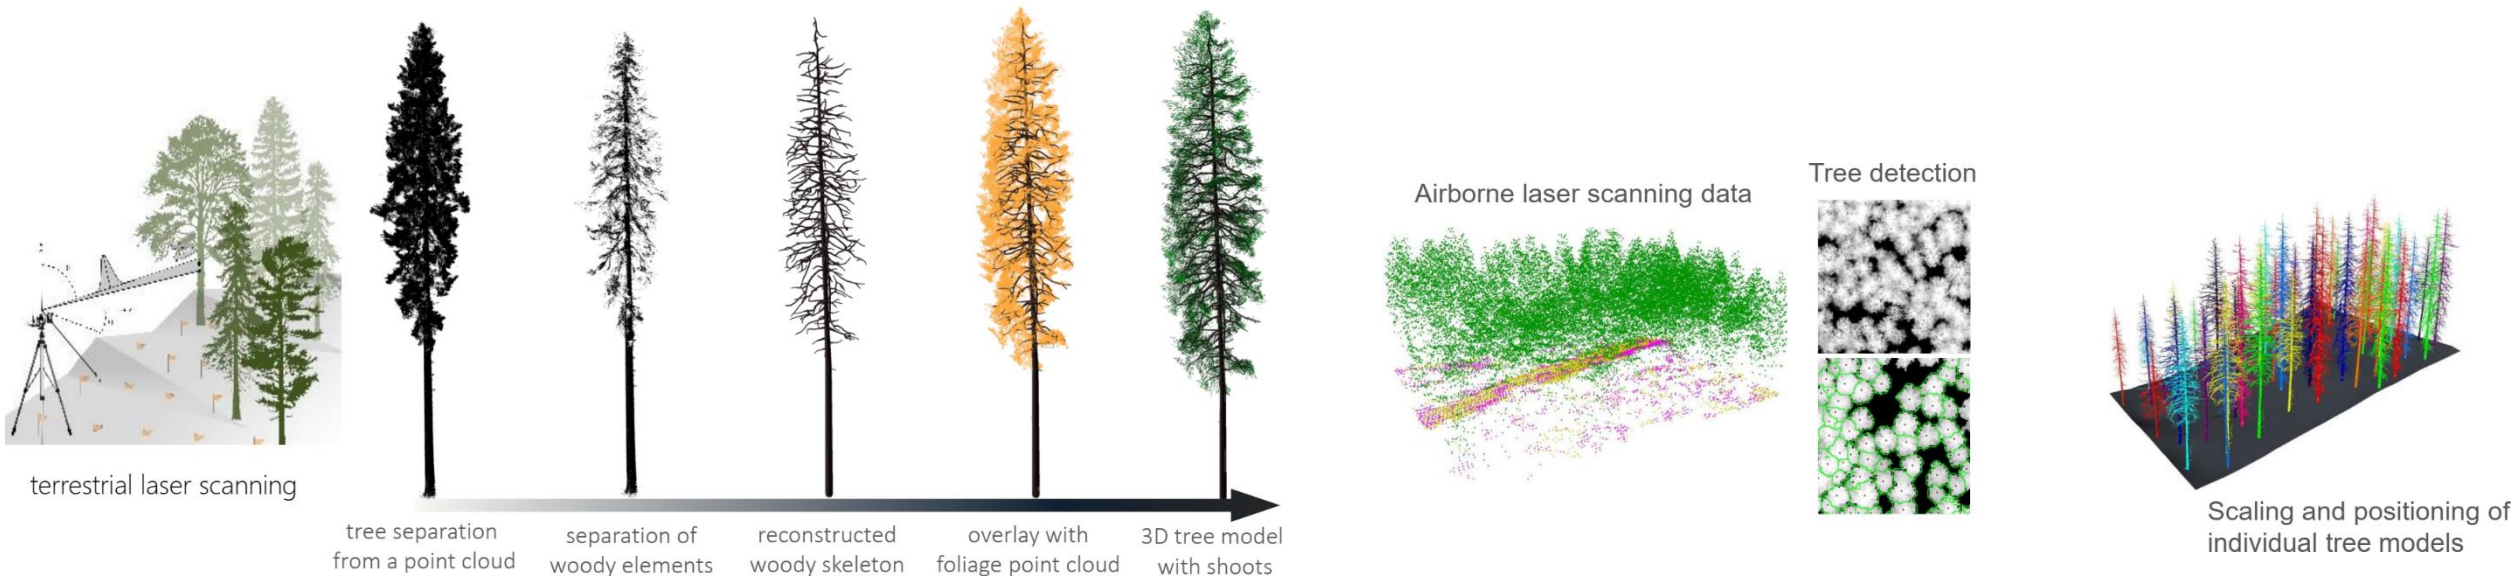 terrestrial laser scanning
tree separation
from a point cloud
separation of
woody elements
reconstructed
woody skeleton
overlay with
foliage point cloud
3D tree model
with shoots
Airborne laser scanning data
Tree detection
Scaling and positioning of
individual tree models